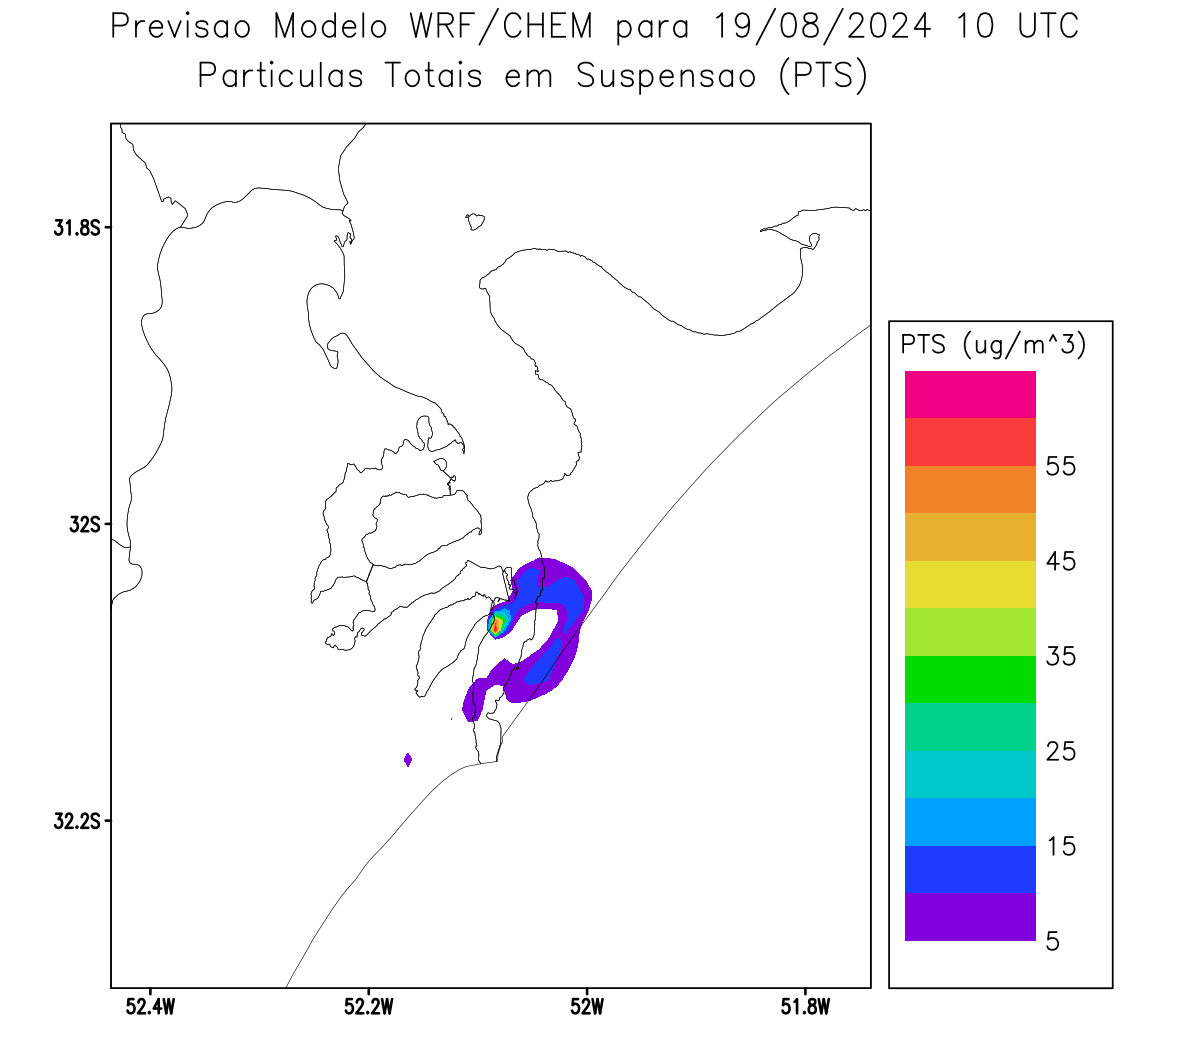 Previsao Modelo WRF/CHEM para 19/08/2024 10 UTC
Particulas Totais em Suspensao (PTS)
31.8S
32S
32.2S
52.4W
52.2W
52W
51.8W
PTS (ug/m^3)
55
45
35
25
15
5